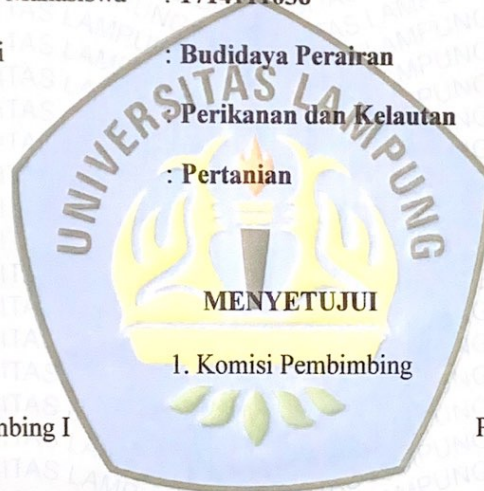 : Budidaya Perairan
: Perikanan dan Kelautan
: Pertanian
UNIVERSITAS LAMPUNG
MENYETUJUI
1. Komisi Pembimbing